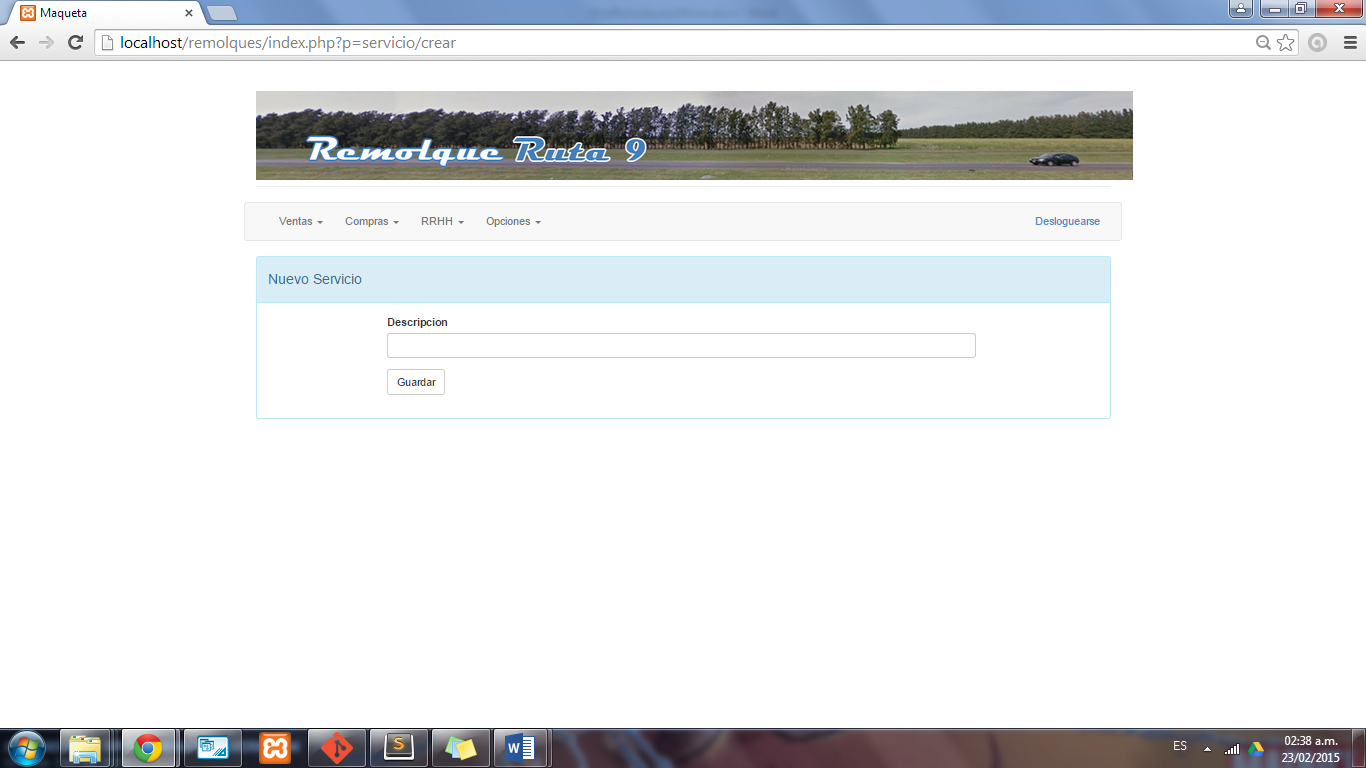 Maqueta
localhost/remolques/index.php?p=servicio/crear
Remolque Ruta 9
Ventas Compras RRHH Opciones Desloguearse
Nuevo Servicio
Descripcion
Guardar
ES
02:38 a.m.
23/02/2015